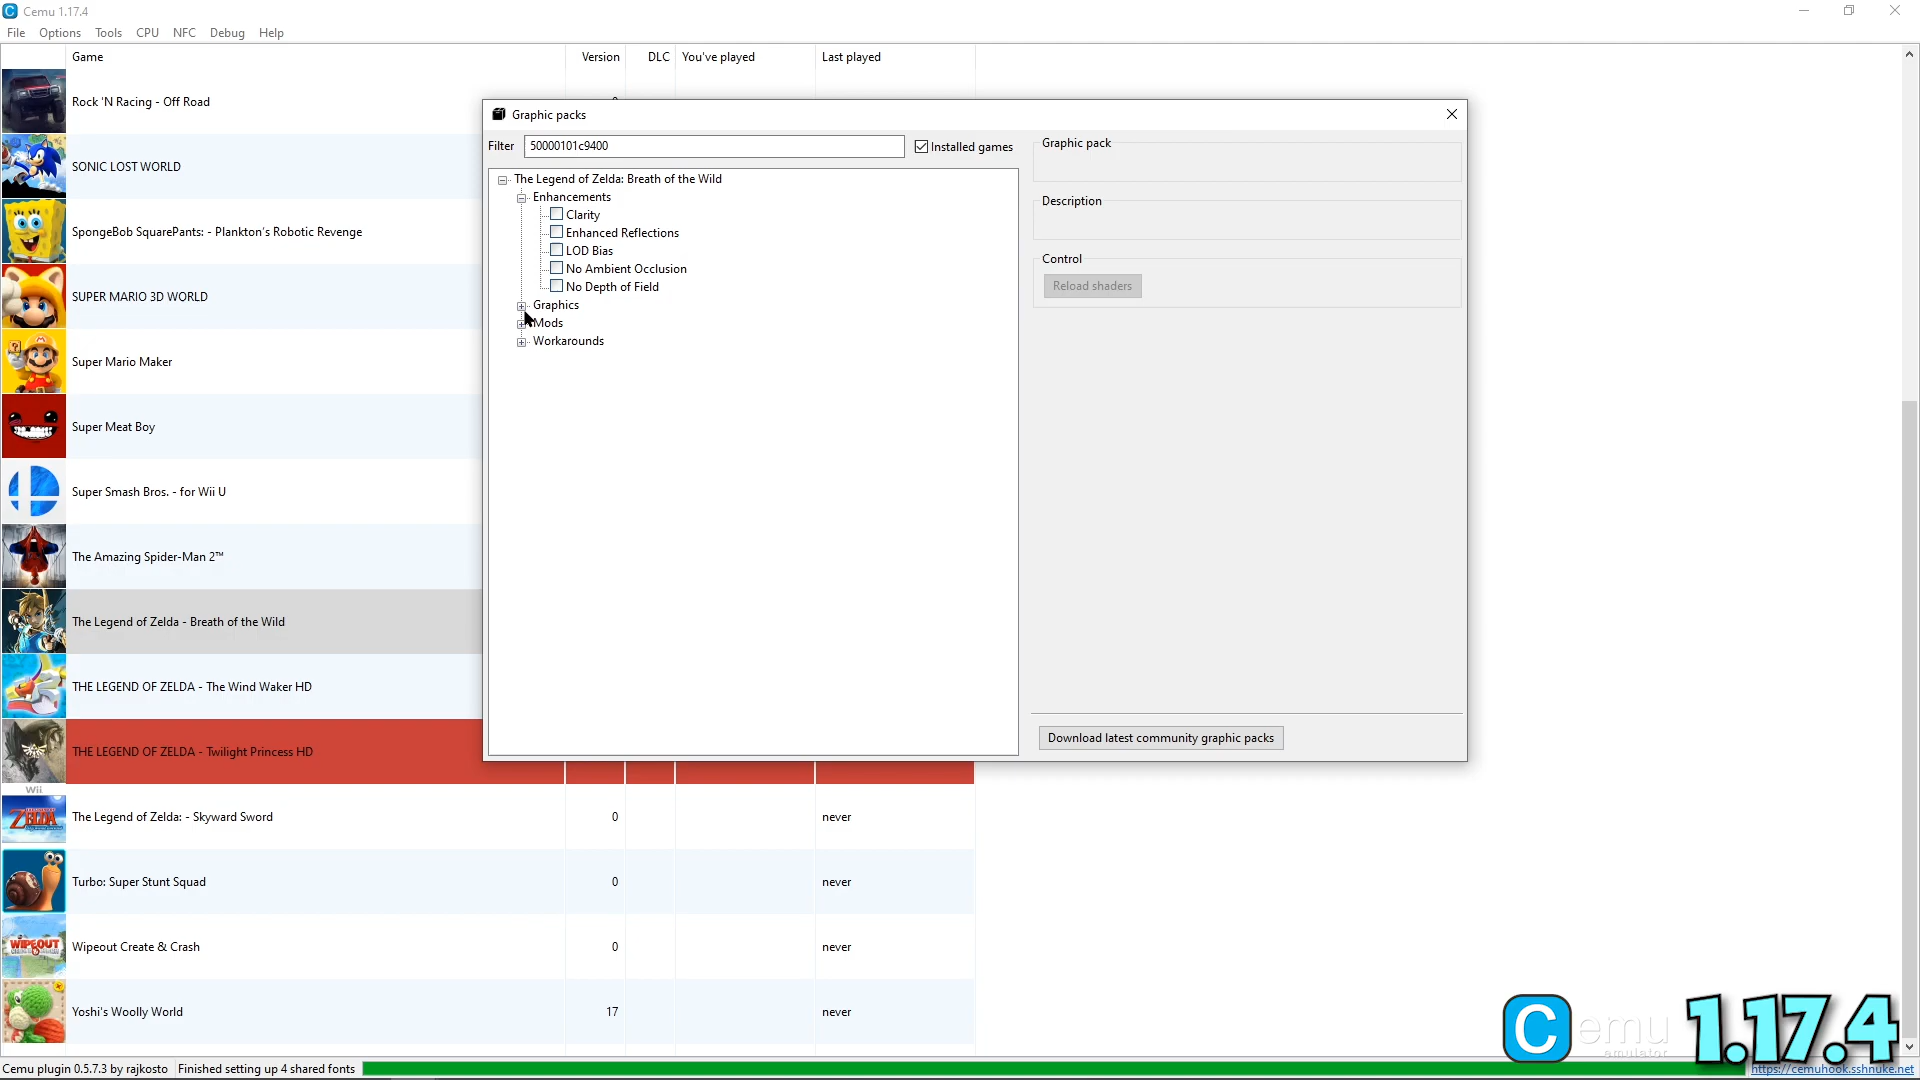 Cemu 1.17.4
File Options Tools CPU NFC Debug Help
Game Version DLC You've played Last played
Rock 'N Racing - Off Road
SONIC LOST WORLD
SpongeBob SquarePants: - Plankton's Robotic Revenge
SUPER MARIO 3D WORLD
Super Mario Maker
Super Meat Boy
Super Smash Bros. - for Wii U
The Amazing Spider-Man 2™
The Legend of Zelda - Breath of the Wild
THE LEGEND OF ZELDA - The Wind Waker HD
THE LEGEND OF ZELDA - Twilight Princess HD
Wii
ZELDA
The Legend of Zelda: - Skyward Sword 0 never
Turbo: Super Stunt Squad 0 never
WIPEOUT
Wipeout Create & Crash 0 never
Yoshi's Woolly World 17 never
Graphic packs
Filter 50000101c9400 Installed games
The Legend of Zelda: Breath of the Wild
Enhancements
Clarity
Enhanced Reflections
LOD Bias
No Ambient Occlusion
No Depth of Field
Graphics
Mods
Workarounds
Graphic pack
Description
Control
Reload shaders
Download latest community graphic packs
Cemu 1.17.4
emulator
Cemu plugin 0.5.7.3 by rajkosto Finished setting up 4 shared fonts https://cemuhook.sshnuke.net